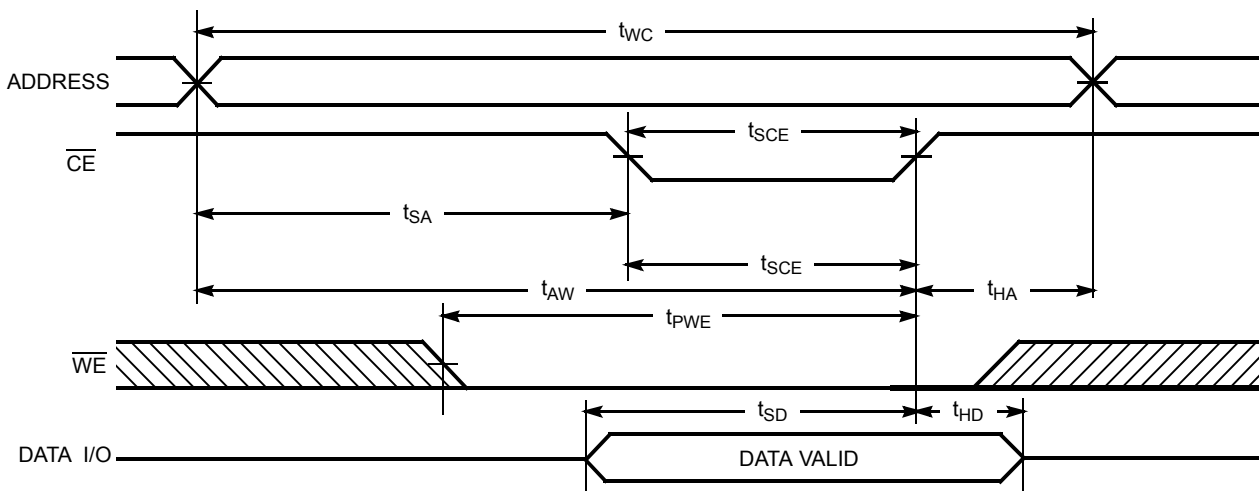 tWC
ADDRESS
tSCE
CE
tSA
tSCE
tAW
tHA
tPWE
WE
tSD
tHD
DATA I/O
DATA VALID